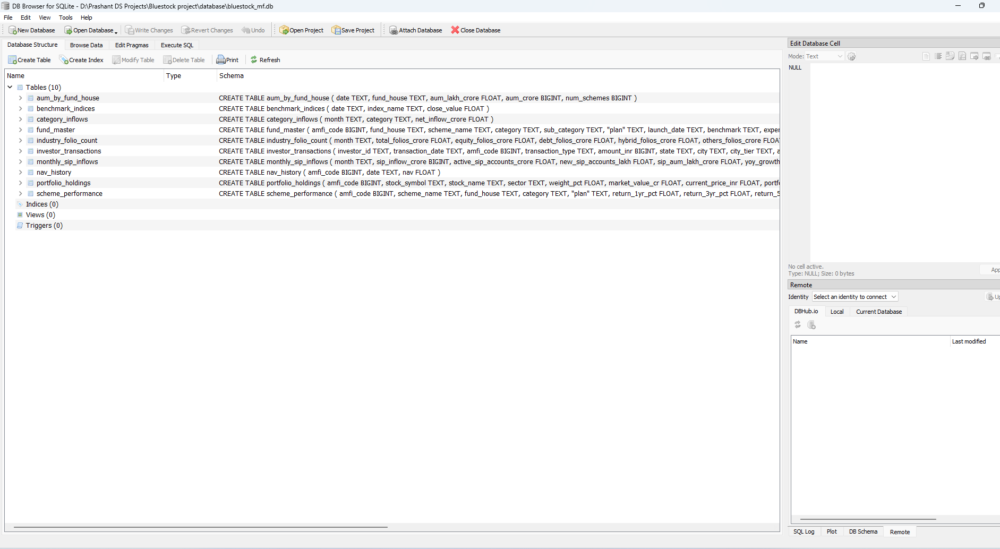 DB Browser for SQLite - D:\Prashant DS Projects\Bluestock project\database\bluestock_mf.db
File Edit View Tools Help
New Database Open Database Write Changes Revert Changes Undo Open Project Save Project Attach Database Close Database
Database Structure Browse Data Edit Pragmas Execute SQL
Create Table Create Index Modify Table Delete Table Print Refresh
Name Type Schema
Tables (10)
aum_by_fund_house CREATE TABLE aum_by_fund_house ( date TEXT, fund_house TEXT, aum_lakh_crore FLOAT, aum_crore BIGINT, num_schemes BIGINT )
benchmark_indices CREATE TABLE benchmark_indices ( date TEXT, index_name TEXT, close_value FLOAT )
category_inflows CREATE TABLE category_inflows ( month TEXT, category TEXT, net_inflow_crore FLOAT )
fund_master CREATE TABLE fund_master ( amfi_code BIGINT, fund_house TEXT, scheme_name TEXT, category TEXT, sub_category TEXT, "plan" TEXT, launch_date TEXT, benchmark TEXT, exper
industry_folio_count CREATE TABLE industry_folio_count ( month TEXT, total_folios_crore FLOAT, equity_folios_crore FLOAT, debt_folios_crore FLOAT, hybrid_folios_crore FLOAT, others_folios_crore FLOA
investor_transactions CREATE TABLE investor_transactions ( investor_id TEXT, transaction_date TEXT, amfi_code BIGINT, transaction_type TEXT, amount_inr BIGINT, state TEXT, city TEXT, city_tier TEXT, a
monthly_sip_inflows CREATE TABLE monthly_sip_inflows ( month TEXT, sip_inflow_crore BIGINT, active_sip_accounts_crore FLOAT, new_sip_accounts_lakh FLOAT, sip_aum_lakh_crore FLOAT, yoy_growth
nav_history CREATE TABLE nav_history ( amfi_code BIGINT, date TEXT, nav FLOAT )
portfolio_holdings CREATE TABLE portfolio_holdings ( amfi_code BIGINT, stock_symbol TEXT, stock_name TEXT, sector TEXT, weight_pct FLOAT, market_value_cr FLOAT, current_price_inr FLOAT, portf
scheme_performance CREATE TABLE scheme_performance ( amfi_code BIGINT, scheme_name TEXT, fund_house TEXT, category TEXT, "plan" TEXT, return_1yr_pct FLOAT, return_3yr_pct FLOAT, return_5
Indices (0)
Views (0)
Triggers (0)
Edit Database Cell
Mode: Text
NULL
No cell active.
Type: NULL; Size: 0 bytes
App
Remote
Identity Select an identity to connect Up
DBHub.io Local Current Database
Name Last modified
SQL Log Plot DB Schema Remote